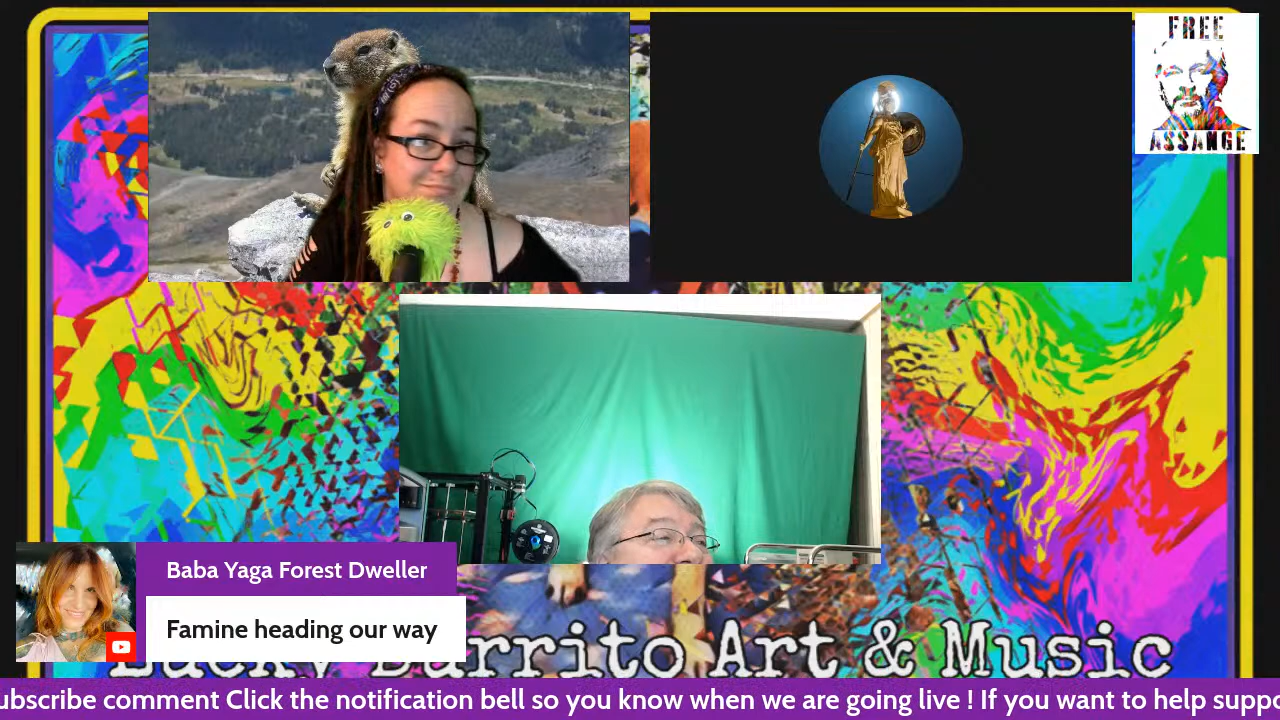 FREE
ASSANGE
Baba Yaga Forest Dweller
Famine heading our way
Barrito Art & Music
ubscribe comment Click the notification bell so you know when we are going live ! If you want to help suppo